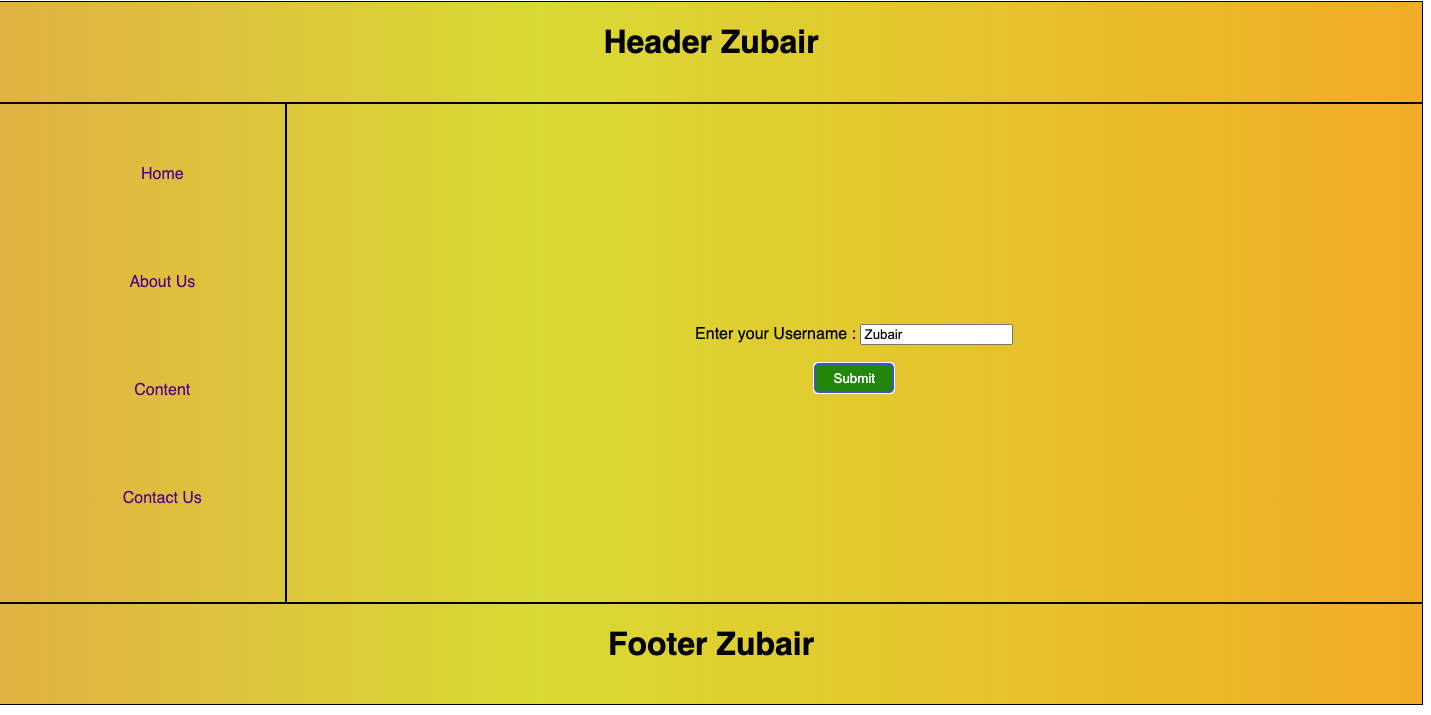 Header Zubair
Home
About Us
Content
Contact Us
Enter your Username : Zubair
Submit
Footer Zubair